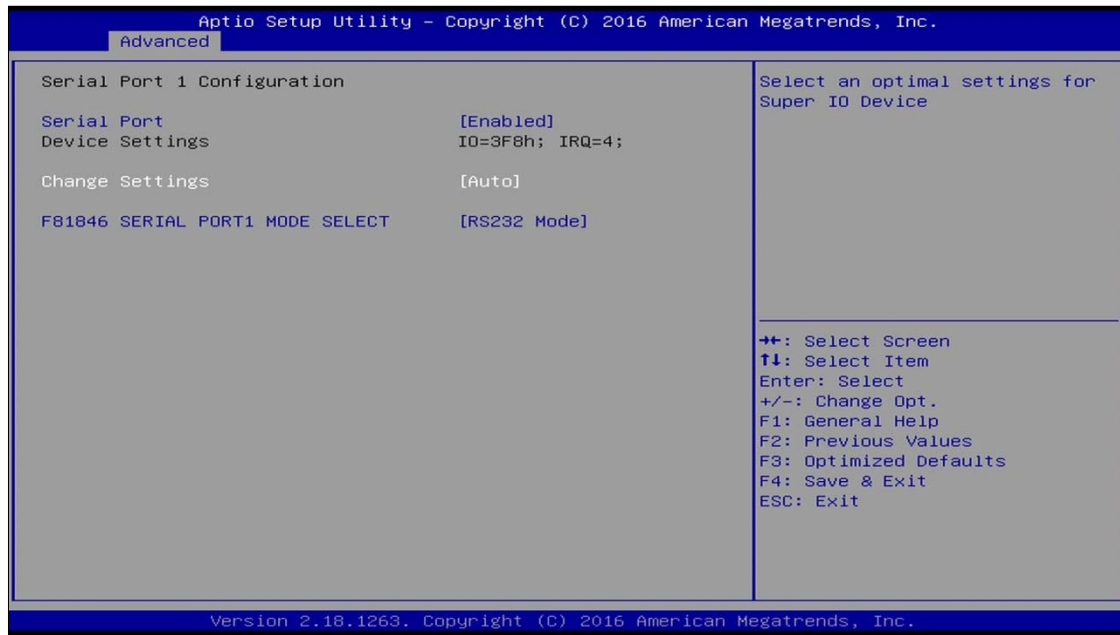 Aptio Setup Utility – Copyright (C) 2016 American Megatrends, Inc.
Advanced
Serial Port 1 Configuration
Serial Port [Enabled]
Device Settings IO=3F8h; IRQ=4;
Change Settings [Auto]
F81846 SERIAL PORT1 MODE SELECT [RS232 Mode]
Select an optimal settings for
Super IO Device
→←: Select Screen
↑↓: Select Item
Enter: Select
+/-: Change Opt.
F1: General Help
F2: Previous Values
F3: Optimized Defaults
F4: Save & Exit
ESC: Exit
Version 2.18.1263. Copyright (C) 2016 American Megatrends, Inc.